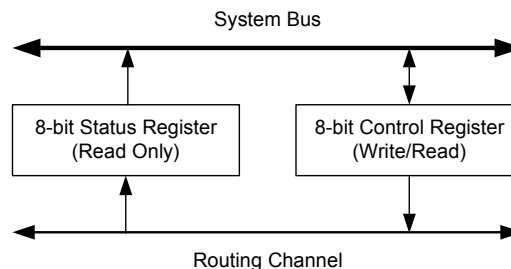 System Bus
8-bit Status Register
(Read Only)
8-bit Control Register
(Write/Read)
Routing Channel